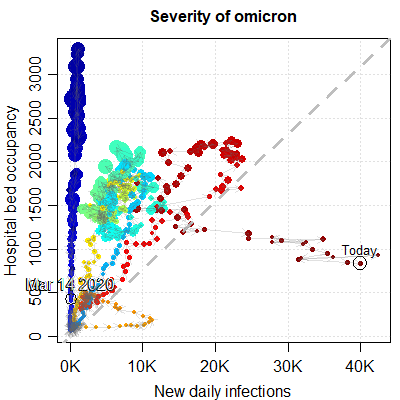 Severity of omicron
Hospital bed occupancy
3000
2500
2000
1500
1000
500
0
Today
Mar 14 2020
0K 10K 20K 30K 40K
New daily infections